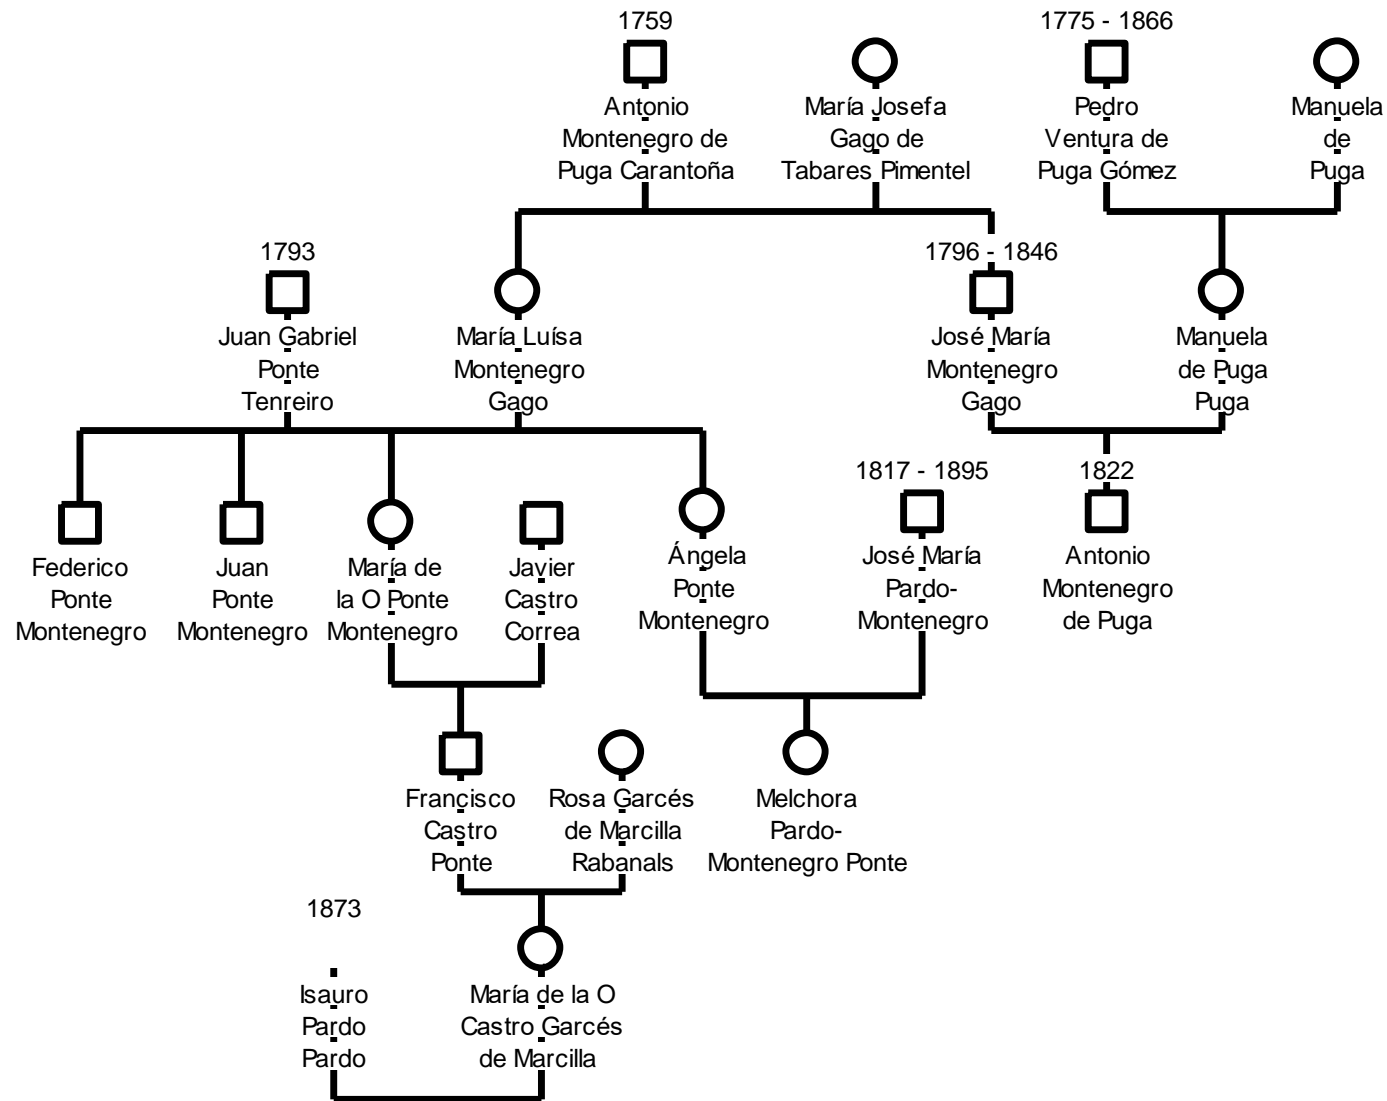 1759
Antonio
Montenegro de
Puga Carantoña
María Josefa
Gago de
Tabares Pimentel
1775 - 1866
Pedro
Ventura de
Puga Gómez
Manuela
de
Puga
1793
Juan Gabriel
Ponte
Tenreiro
María Luísa
Montenegro
Gago
1796 - 1846
José María
Montenegro
Gago
Manuela
de Puga
Puga
Federico
Ponte
Montenegro
Juan
Ponte
Montenegro
María de
la O Ponte
Montenegro
Javier
Castro
Correa
Ángela
Ponte
Montenegro
1817 - 1895
José María
Pardo-
Montenegro
1822
Antonio
Montenegro
de Puga
Francisco
Castro
Ponte
Rosa Garcés
de Marcilla
Rabanals
Melchora
Pardo-
Montenegro Ponte
1873
Isauro
Pardo
Pardo
María de la O
Castro Garcés
de Marcilla